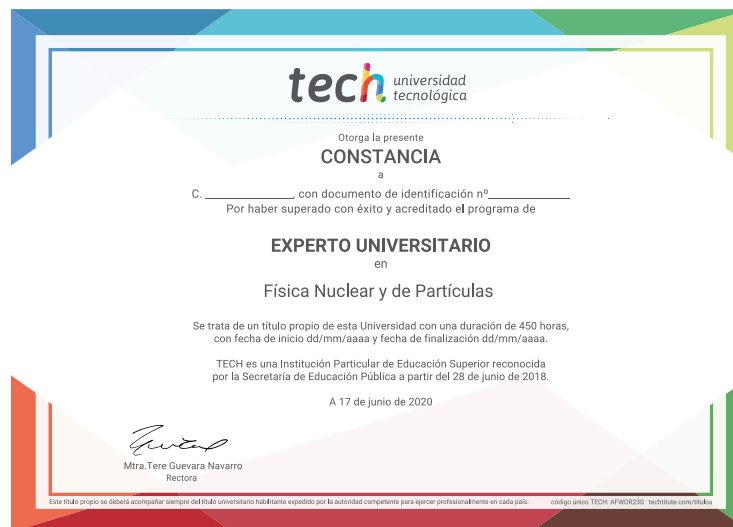 tech universidad
tecnológica
Otorga la presente
CONSTANCIA
a
C. ______________, con documento de identificación nº_____________
Por haber superado con éxito y acreditado el programa de
EXPERTO UNIVERSITARIO
en
Física Nuclear y de Partículas
Se trata de un título propio de esta Universidad con una duración de 450 horas,
con fecha de inicio dd/mm/aaaa y fecha de finalización dd/mm/aaaa.
TECH es una Institución Particular de Educación Superior reconocida
por la Secretaría de Educación Pública a partir del 28 de junio de 2018.
A 17 de junio de 2020
Mtra.Tere Guevara Navarro
Rectora
Este título propio se deberá acompañar siempre del título universitario habilitante expedido por la autoridad competente para ejercer profesionalmente en cada país. código único TECH: AFWOR23S techtitute.com/titulos